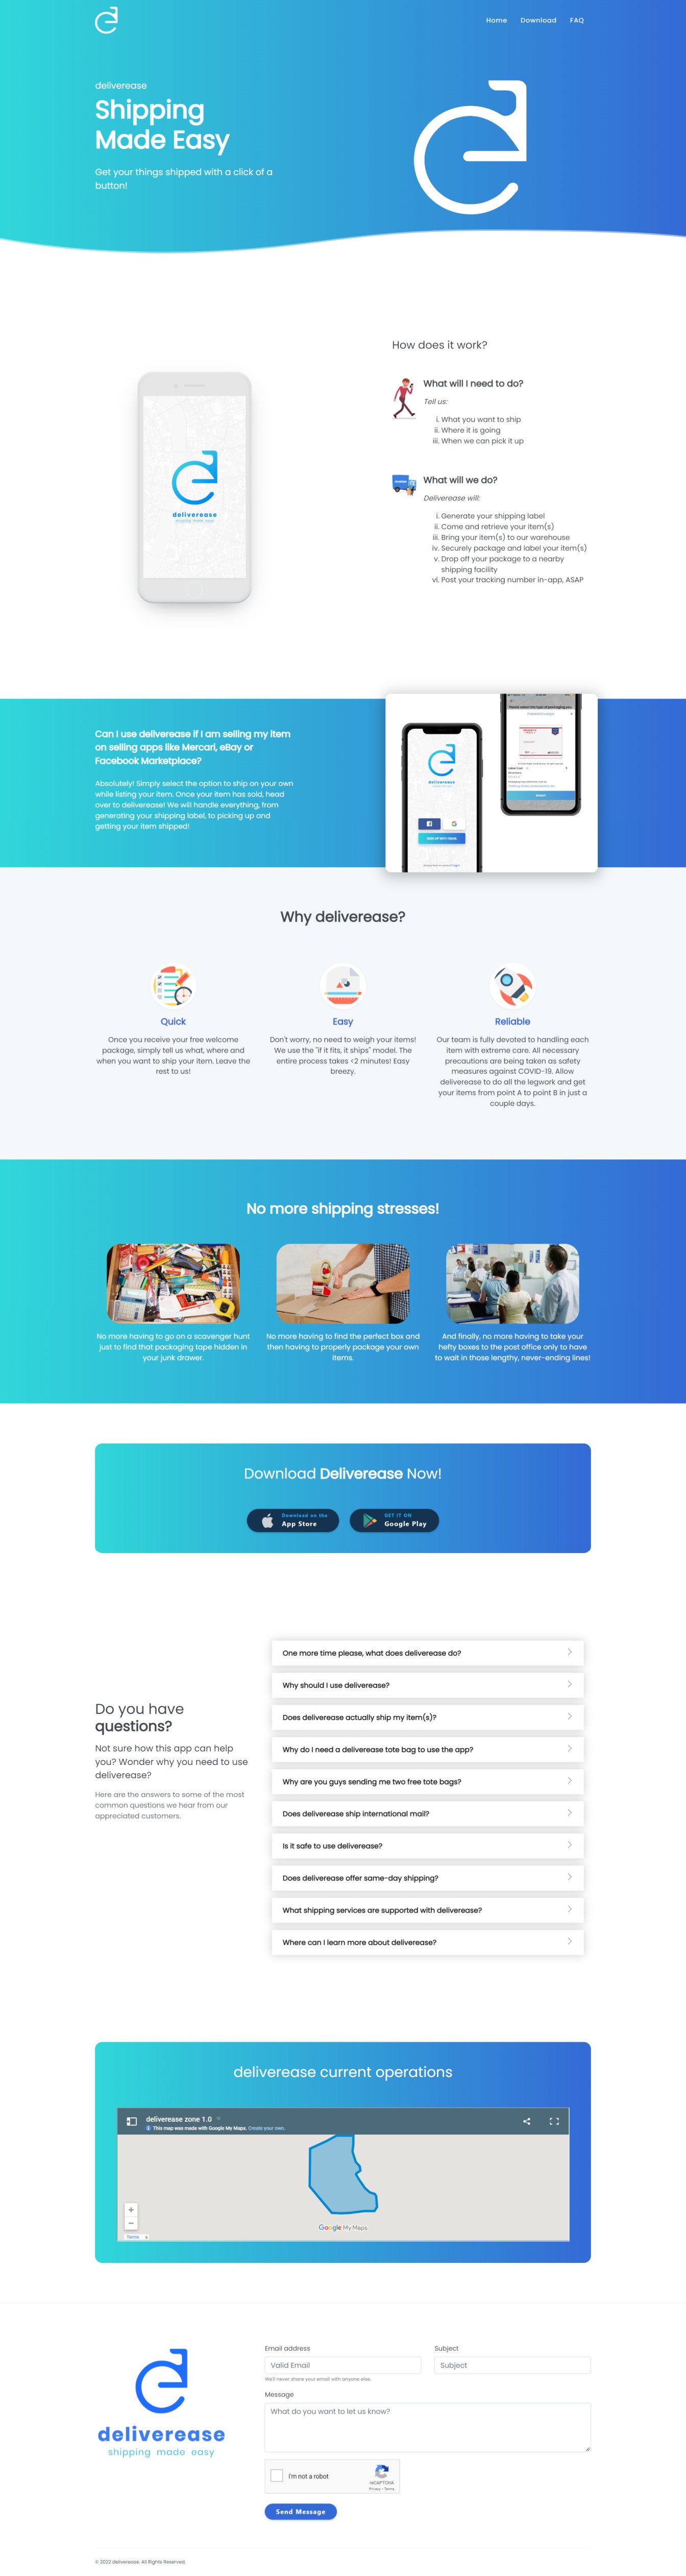 Home Download FAQ
deliverease
Shipping
Made Easy
Get your things shipped with a click of a
button!
How does it work?
What will I need to do?
Tell us:
i. What you want to ship
ii. Where it is going
iii. When we can pick it up
deliverease
shipping made easy
What will we do?
Deliverease will:
i. Generate your shipping label
ii. Come and retrieve your item(s)
iii. Bring your item(s) to our warehouse
iv. Securely package and label your item(s)
v. Drop off your package to a nearby
shipping facility
vi. Post your tracking number in-app, ASAP
Can I use deliverease if I am selling my item
on selling apps like Mercari, eBay or
Facebook Marketplace?
Absolutely! Simply select the option to ship on your own
while listing your item. Once your item has sold, head
over to deliverease! We will handle everything, from
generating your shipping label, to picking up and
getting your item shipped!
deliverease
Why deliverease?
Quick
Once you receive your free welcome
package, simply tell us what, where and
when you want to ship your item. Leave the
rest to us!
Easy
Don't worry, no need to weigh your items!
We use the "if it fits, it ships" model. The
entire process takes <2 minutes! Easy
breezy.
Reliable
Our team is fully devoted to handling each
item with extreme care. All necessary
precautions are being taken as safety
measures against COVID-19. Allow
deliverease to do all the legwork and get
your items from point A to point B in just a
couple days.
No more shipping stresses!
No more having to go on a scavenger hunt
just to find that packaging tape hidden in
your junk drawer.
No more having to find the perfect box and
then having to properly package your own
items.
And finally, no more having to take your
hefty boxes to the post office only to have
to wait in those lengthy, never-ending lines!
Download Deliverease Now!
Download on the
App Store
GET IT ON
Google Play
Do you have
questions?
Not sure how this app can help
you? Wonder why you need to use
deliverease?
Here are the answers to some of the most
common questions we hear from our
appreciated customers.
One more time please, what does deliverease do?
Why should I use deliverease?
Does deliverease actually ship my item(s)?
Why do I need a deliverease tote bag to use the app?
Why are you guys sending me two free tote bags?
Does deliverease ship international mail?
Is it safe to use deliverease?
Does deliverease offer same-day shipping?
What shipping services are supported with deliverease?
Where can I learn more about deliverease?
deliverease current operations
deliverease zone 1.0
This map was made with Google My Maps. Create your own.
Google My Maps
Terms
deliverease
shipping made easy
Email address
Valid Email
We'll never share your email with anyone else.
Subject
Subject
Message
What do you want to let us know?
I'm not a robot
reCAPTCHA
Privacy - Terms
Send Message
© 2022 deliverease. All Rights Reserved.